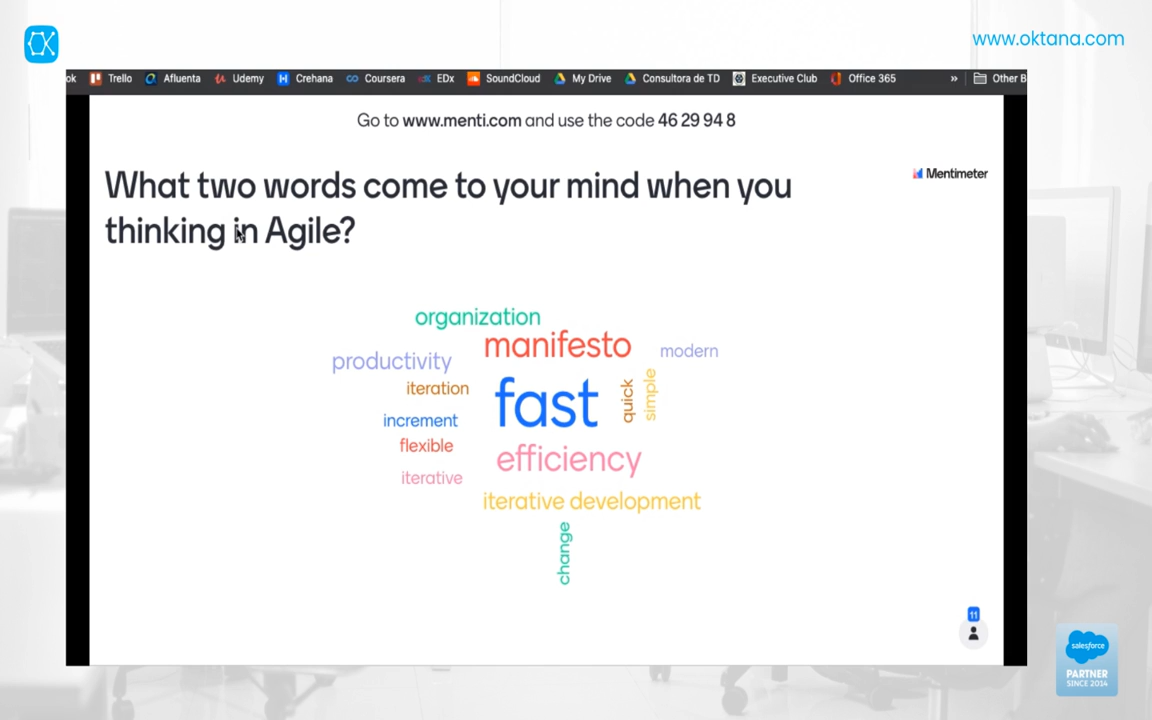 www.oktana.com
ok Trello Afluenta Udemy Crehana Coursera EDx SoundCloud My Drive Consultora de TD Executive Club Office 365 » Other B
Go to www.menti.com and use the code 46 29 94 8
Mentimeter
What two words come to your mind when you
thinking in Agile?
organization
manifesto
productivity
modern
iteration
fast
quick
simple
increment
flexible
efficiency
iterative
iterative development
change
11
salesforce
PARTNER
SINCE 2014